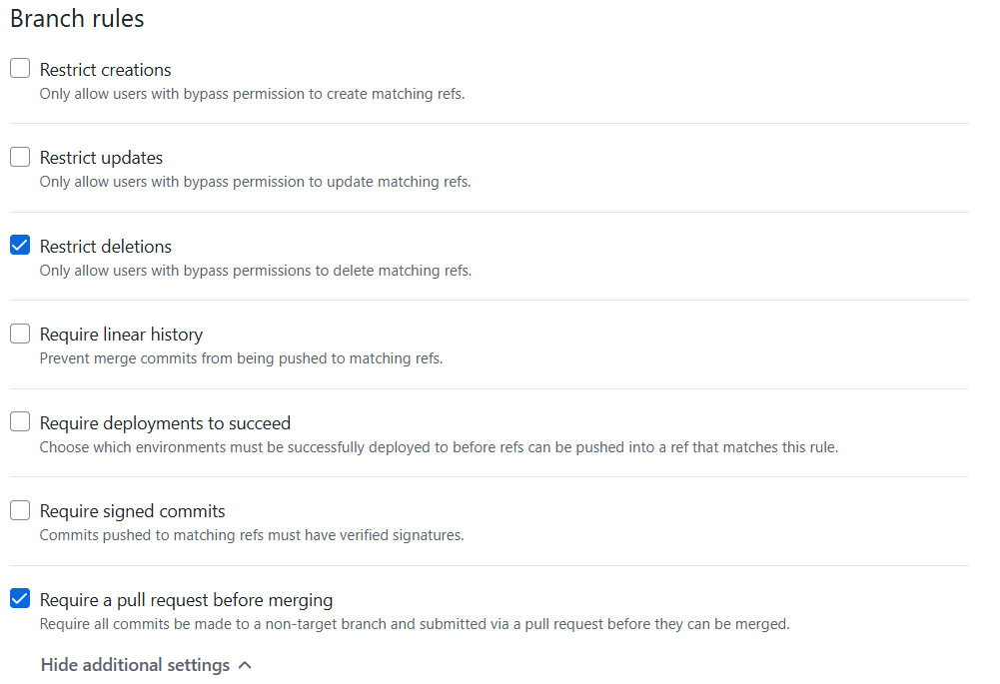 Branch rules
Restrict creations
Only allow users with bypass permission to create matching refs.
Restrict updates
Only allow users with bypass permission to update matching refs.
Restrict deletions
Only allow users with bypass permissions to delete matching refs.
Require linear history
Prevent merge commits from being pushed to matching refs.
Require deployments to succeed
Choose which environments must be successfully deployed to before refs can be pushed into a ref that matches this rule.
Require signed commits
Commits pushed to matching refs must have verified signatures.
Require a pull request before merging
Require all commits be made to a non-target branch and submitted via a pull request before they can be merged.
Hide additional settings